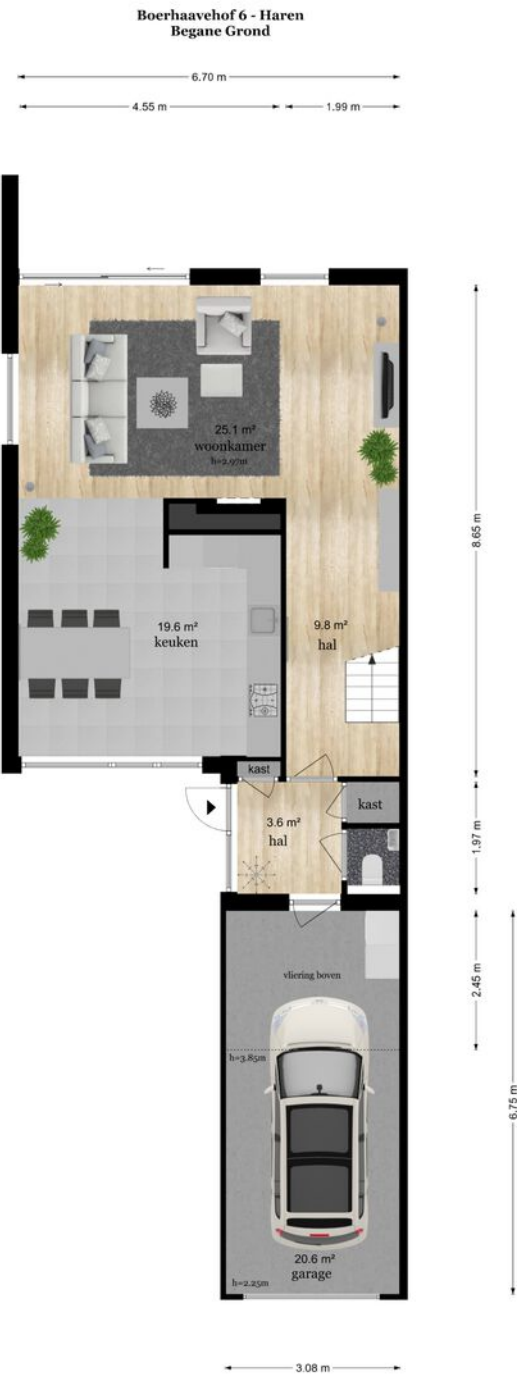 Boerhaavehof 6 - Haren
Begane Grond
6.70 m
4.55 m
1.99 m
25.1 m²
woonkamer
h=2.97m
8.65 m
19.6 m²
keuken
9.8 m²
hal
kast
kast
3.6 m²
hal
1.97 m
vliering boven
2.45 m
h=3.85m
6.75 m
20.6 m²
garage
h=2.25m
3.08 m